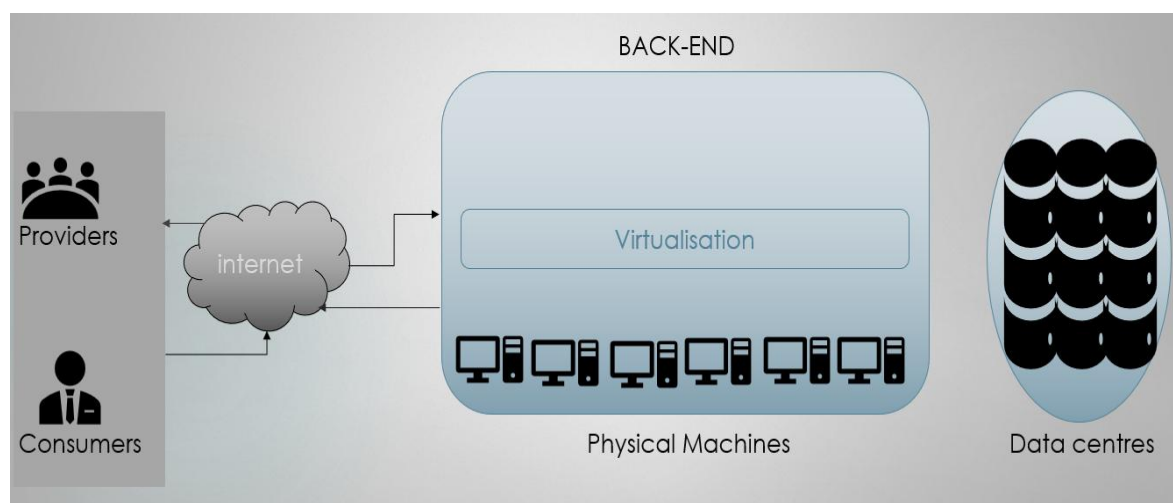 BACK-END
Providers
internet
Virtualisation
Consumers
Physical Machines
Data centres